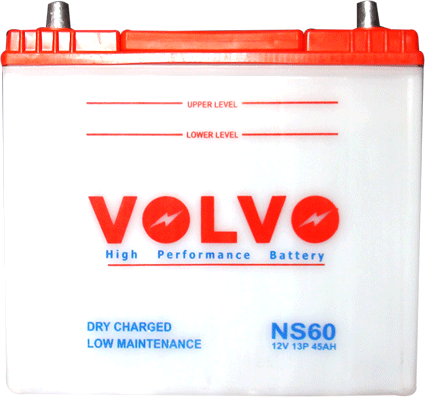 UPPER LEVEL
LOWER LEVEL
VOLVO
High Performance Battery
DRY CHARGED
LOW MAINTENANCE
NS60
12V 13P 45AH